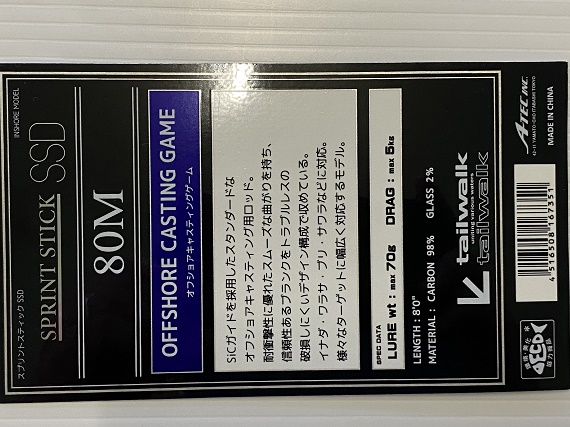 スプリントスティック SSD
INSHORE MODEL
SPRINT STICK SSD
80M
OFFSHORE CASTING GAME
オフショアキャスティングゲーム
SiCガイドを採用したスタンダードな
オフショアキャスティング用ロッド。
耐衝撃性に優れたスムーズな曲がりを持ち、
信頼性あるブランクをトラブルレスの
破損しにくいデザイン構成で収めている。
イナダ・ワラサ・ブリ・サワラなどに対応。
様々なターゲットに幅広く対応するモデル。
SPEC DATA
LURE wt : max 70g DRAG : max 5kg
LENGTH : 8'0"
MATERIAL : CARBON 98% GLASS 2%
tailwalk
uniting various waters
tailwalk
4 516508 167351
A-TEC INC.
MADE IN CHINA